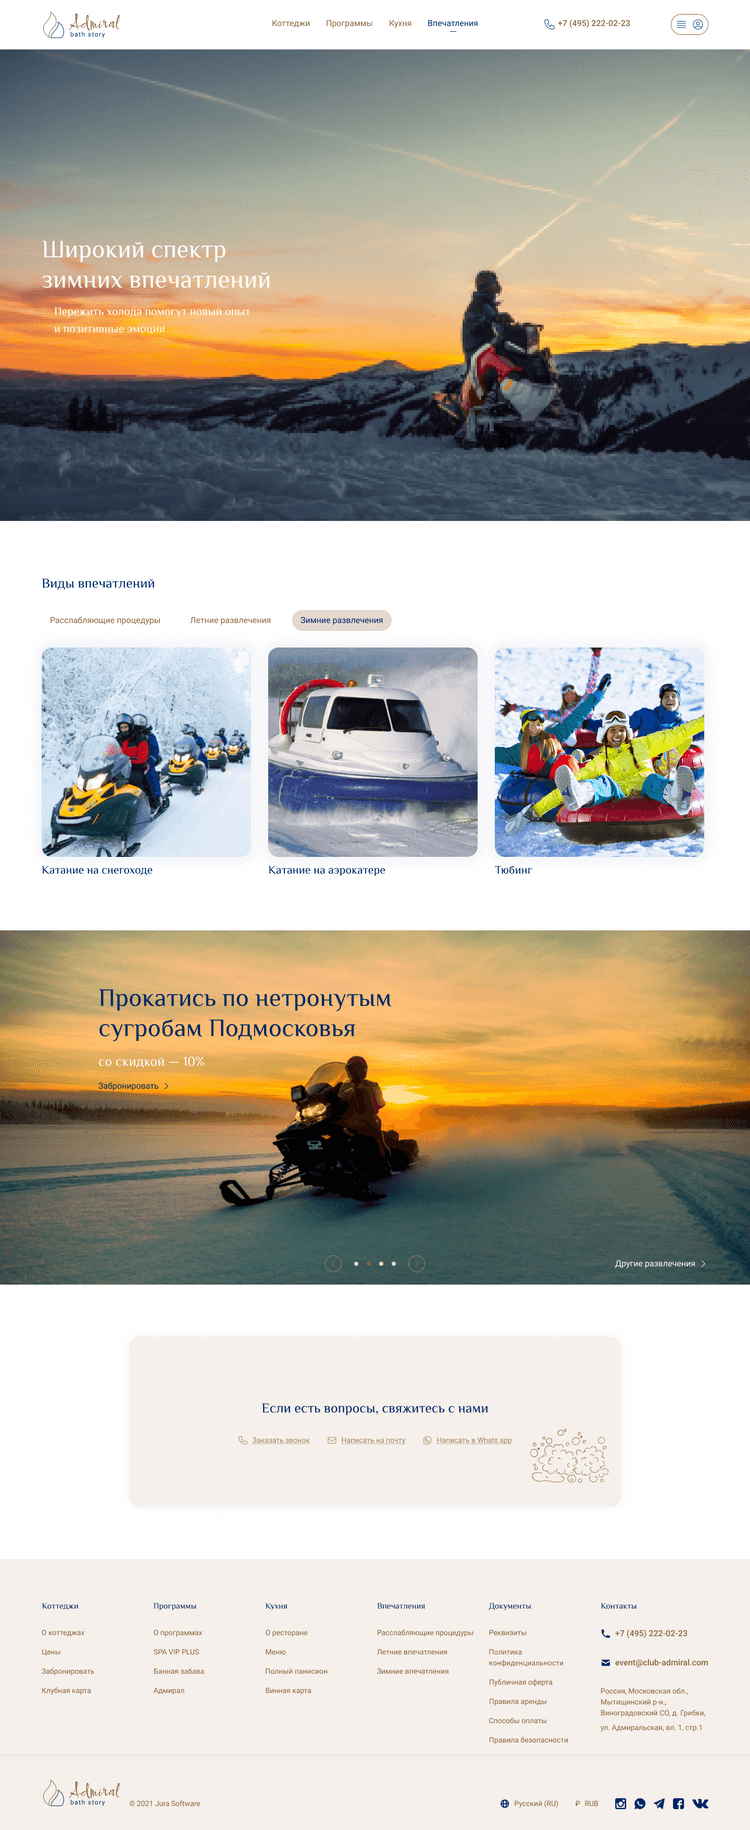 Admiral
bath story
Коттеджи
Программы
Кухня
Впечатления
+7 (495) 222-02-23
Широкий спектр
зимних впечатлений
Пережить холода помогут новый опыт
и позитивные эмоции
Виды впечатлений
Расслабляющие процедуры
Летние развлечения
Зимние развлечения
Катание на снегоходе
Катание на аэрокатере
Тюбинг
Прокатись по нетронутым
сугробам Подмосковья
со скидкой — 10%
Забронировать
Другие развлечения
Если есть вопросы, свяжитесь с нами
Заказать звонок
Написать на почту
Написать в Whats app
Коттеджи
О коттеджах
Цены
Забронировать
Клубная карта
Программы
О программах
SPA VIP PLUS
Банная забава
Адмирал
Кухня
О ресторане
Меню
Полный панисион
Винная карта
Впечатления
Расслабляющие процедуры
Летние впечатления
Зимние впечатления
Документы
Реквизиты
Политика
конфиденциальности
Публичная оферта
Правила аренды
Способы оплаты
Правила безопасности
Контакты
+7 (495) 222-02-23
event@club-admiral.com
Россия, Московская обл.,
Мытищинский р-н.,
Виноградовский СО, д. Грибки,
ул. Адмиральская, вл. 1, стр.1
Admiral
bath story
© 2021 Jura Software
Русский (RU)
₽ RUB